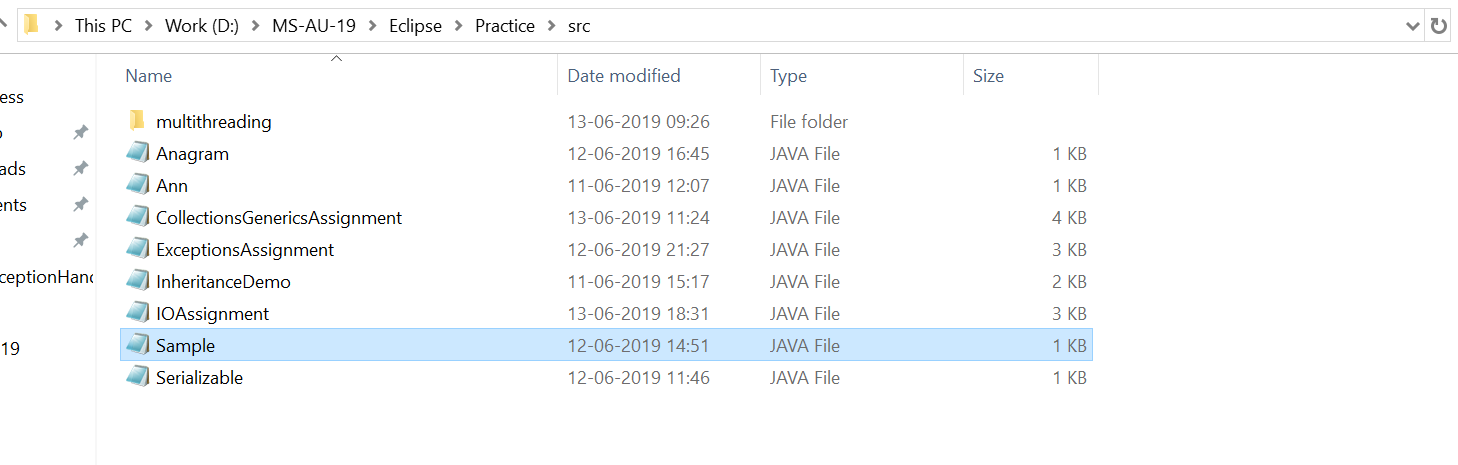 This PC > Work (D:) > MS-AU-19 > Eclipse > Practice > src
Name Date modified Type Size
ess
multithreading 13-06-2019 09:26 File folder
Anagram 12-06-2019 16:45 JAVA File 1 KB
ads
Ann 11-06-2019 12:07 JAVA File 1 KB
ents
CollectionsGenericsAssignment 13-06-2019 11:24 JAVA File 4 KB
ExceptionsAssignment 12-06-2019 21:27 JAVA File 3 KB
ceptionHand
InheritanceDemo 11-06-2019 15:17 JAVA File 2 KB
IOAssignment 13-06-2019 18:31 JAVA File 3 KB
19
Sample 12-06-2019 14:51 JAVA File 1 KB
Serializable 12-06-2019 11:46 JAVA File 1 KB